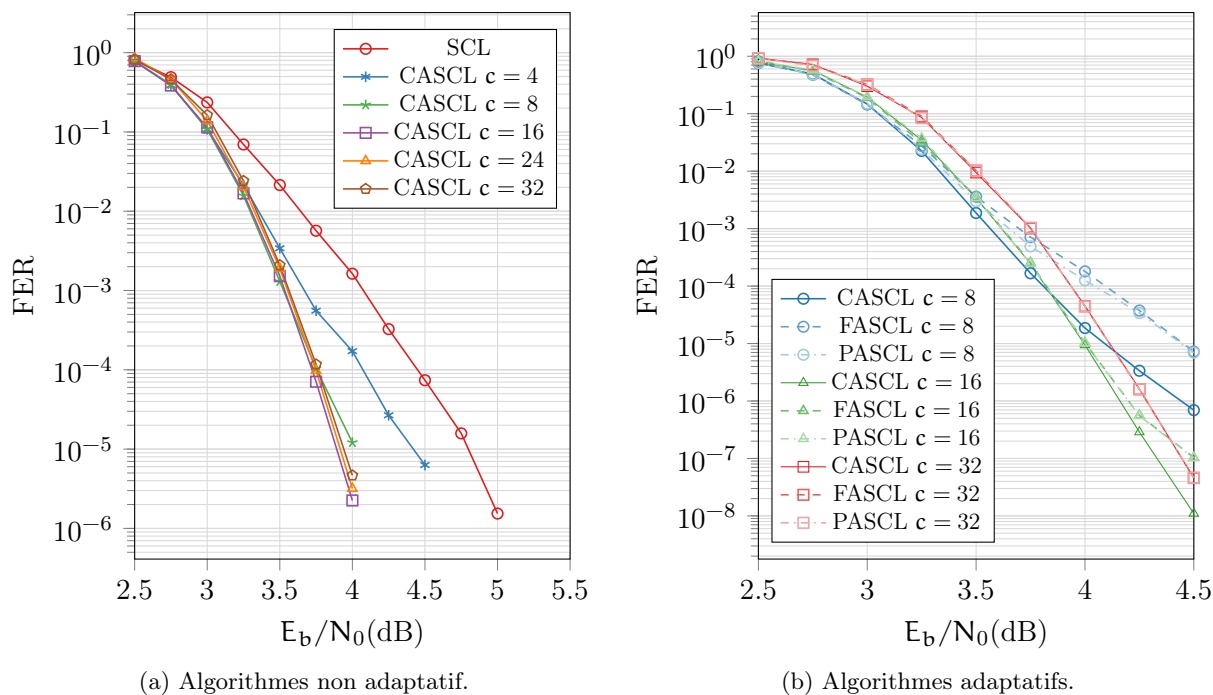 10^0
10^−1
10^−2
10^−3
10^−4
10^−5
10^−6
FER
2.5 3 3.5 4 4.5 5 5.5
E_b/N_0(dB)
SCL
CASCL c = 4
CASCL c = 8
CASCL c = 16
CASCL c = 24
CASCL c = 32
(a) Algorithmes non adaptatif.
10^0
10^−1
10^−2
10^−3
10^−4
10^−5
10^−6
10^−7
10^−8
FER
2.5 3 3.5 4 4.5
E_b/N_0(dB)
CASCL c = 8
FASCL c = 8
PASCL c = 8
CASCL c = 16
FASCL c = 16
PASCL c = 16
CASCL c = 32
FASCL c = 32
PASCL c = 32
(b) Algorithmes adaptatifs.